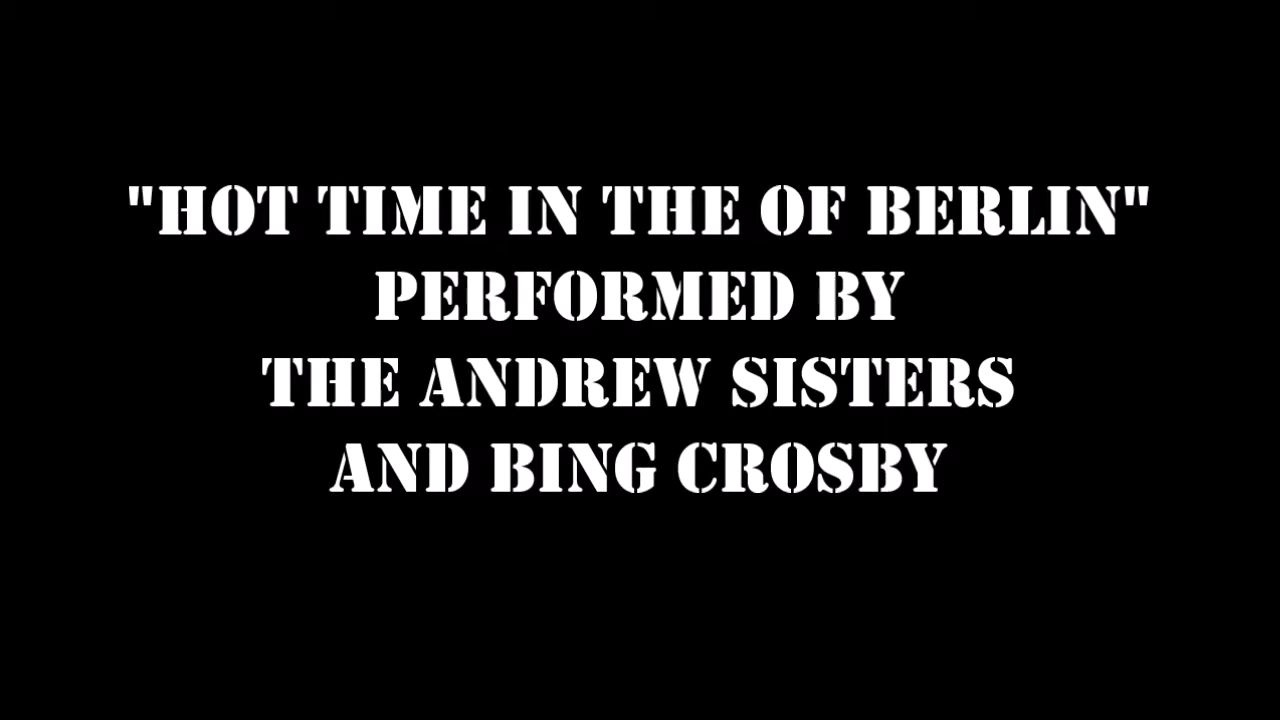 "HOT TIME IN THE OF BERLIN"
PERFORMED BY
THE ANDREW SISTERS
AND BING CROSBY